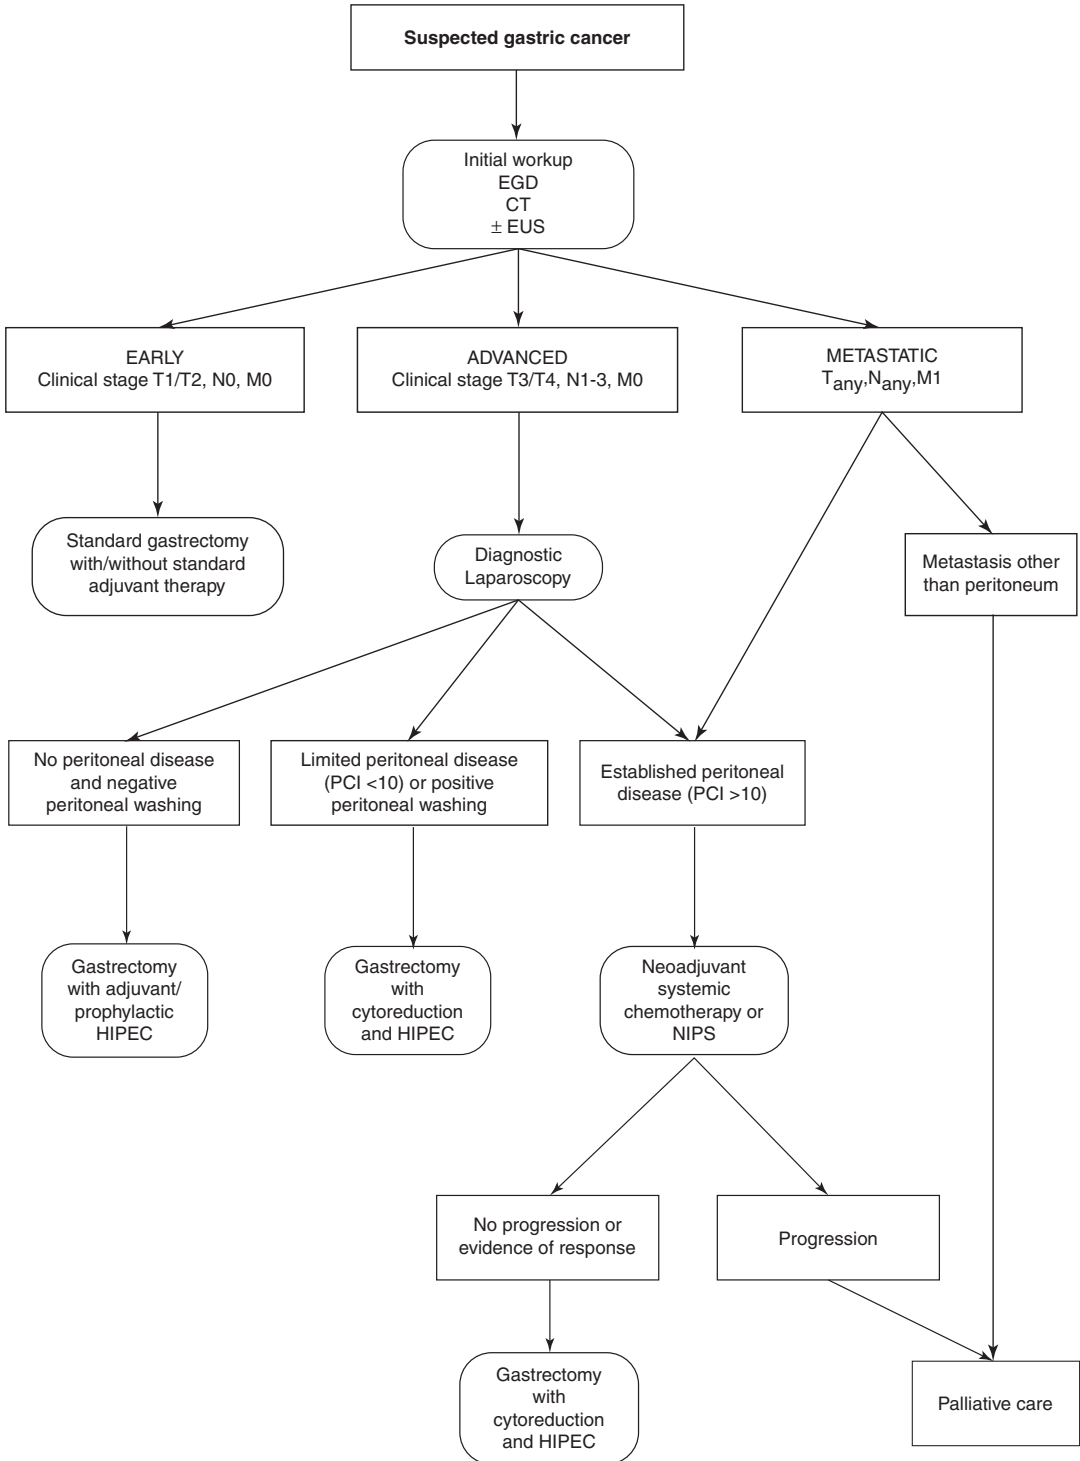 Suspected gastric cancer
Initial workup
EGD
CT
± EUS
EARLY
Clinical stage T1/T2, N0, M0
ADVANCED
Clinical stage T3/T4, N1-3, M0
METASTATIC
Tany,Nany,M1
Standard gastrectomy
with/without standard
adjuvant therapy
Diagnostic
Laparoscopy
Metastasis other
than peritoneum
No peritoneal disease
and negative
peritoneal washing
Limited peritoneal disease
(PCI <10) or positive
peritoneal washing
Established peritoneal
disease (PCI >10)
Gastrectomy
with adjuvant/
prophylactic
HIPEC
Gastrectomy
with
cytoreduction
and HIPEC
Neoadjuvant
systemic
chemotherapy or
NIPS
No progression or
evidence of response
Progression
Gastrectomy
with
cytoreduction
and HIPEC
Palliative care